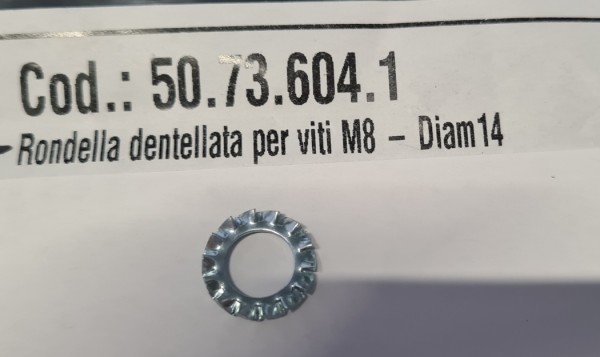 Cod.: 50.73.604.1
Rondella dentellata per viti M8 - Diam14